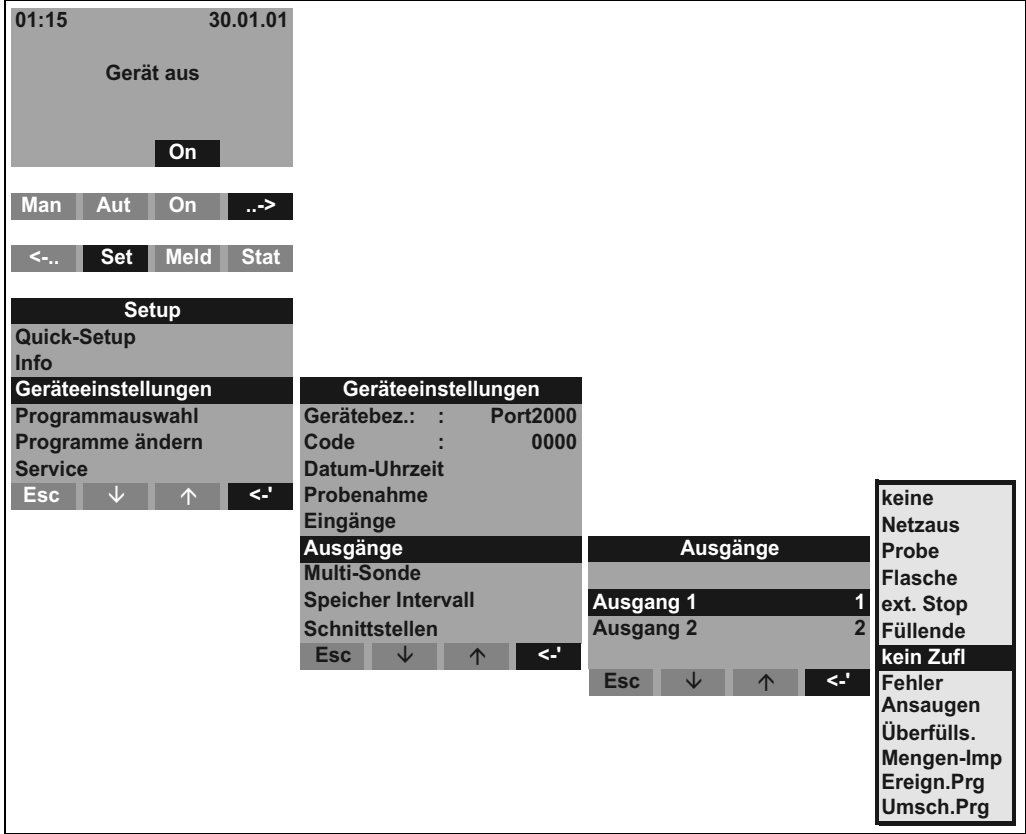 01:15 30.01.01
Gerät aus
On
Man Aut On ..->
<-.. Set Meld Stat
Setup
Quick-Setup
Info
Geräteeinstellungen
Programmauswahl
Programme ändern
Service
Esc ↓ ↑ <-'
Geräteeinstellungen
Gerätebez.: : Port2000
Code : 0000
Datum-Uhrzeit
Probenahme
Eingänge
Ausgänge
Multi-Sonde
Speicher Intervall
Schnittstellen
Esc ↓ ↑ <-'
Ausgänge
Ausgang 1 1
Ausgang 2 2
Esc ↓ ↑ <-'
keine
Netzaus
Probe
Flasche
ext. Stop
Füllende
kein Zufl
Fehler
Ansaugen
Überfülls.
Mengen-Imp
Ereign.Prg
Umsch.Prg